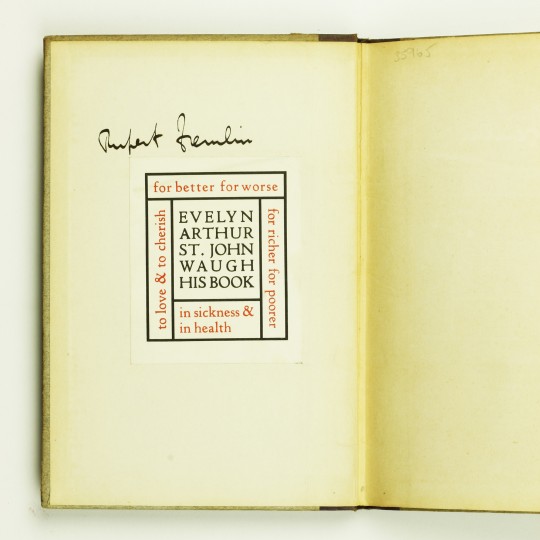 35905
Rupert Fremlin
for better for worse
to love & to cherish
EVELYN
ARTHUR
ST. JOHN
WAUGH
HIS BOOK
for richer for poorer
in sickness &
in health